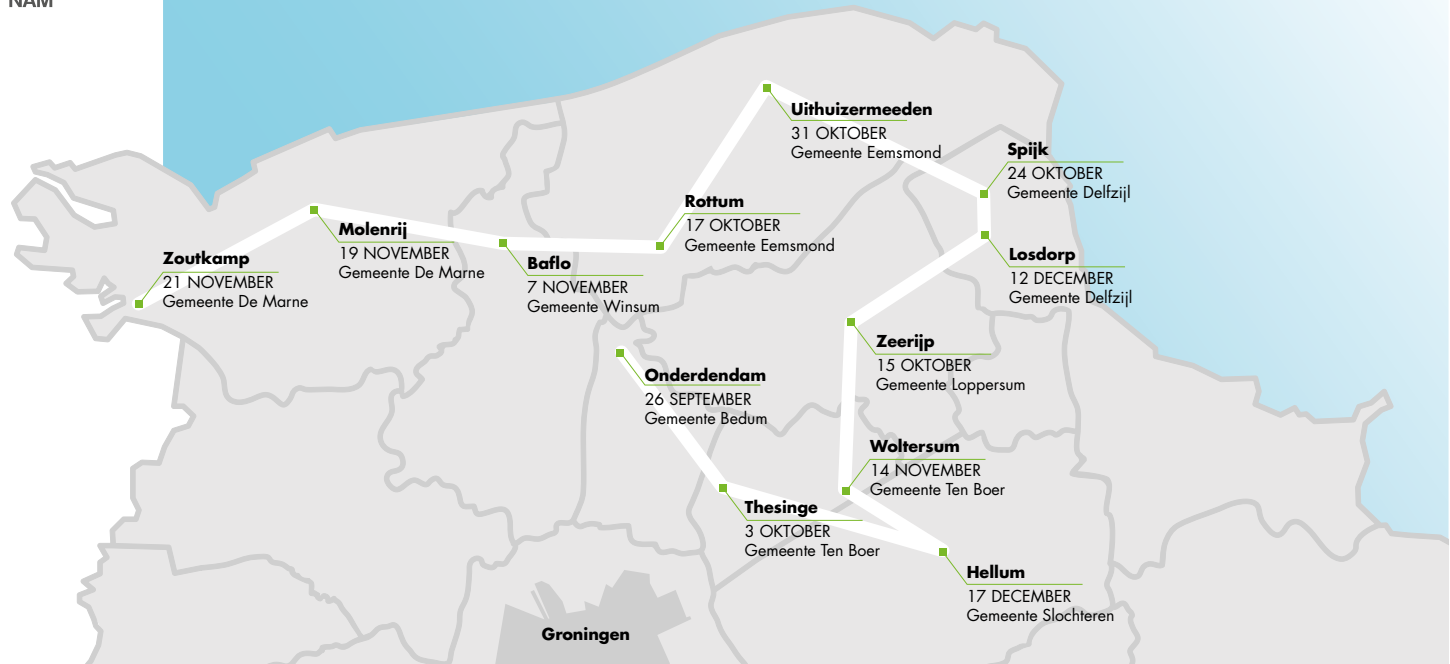 NAM
Uithuizermeeden
31 OKTOBER
Gemeente Eemsmond
Spijk
24 OKTOBER
Gemeente Delfzijl
Rottum
17 OKTOBER
Gemeente Eemsmond
Molenrij
19 NOVEMBER
Gemeente De Marne
Zoutkamp
21 NOVEMBER
Gemeente De Marne
Baflo
7 NOVEMBER
Gemeente Winsum
Losdorp
12 DECEMBER
Gemeente Delfzijl
Zeerijp
15 OKTOBER
Gemeente Loppersum
Onderdendam
26 SEPTEMBER
Gemeente Bedum
Woltersum
14 NOVEMBER
Gemeente Ten Boer
Thesinge
3 OKTOBER
Gemeente Ten Boer
Hellum
17 DECEMBER
Gemeente Slochteren
Groningen